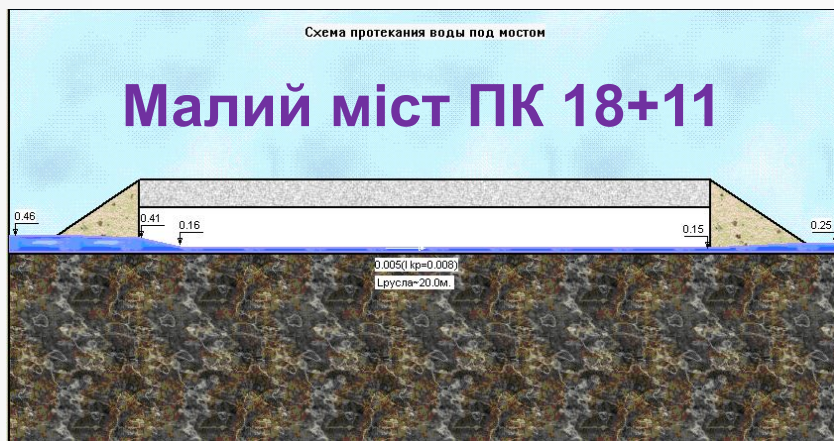 Схема протекания воды под мостом
Малий міст ПК 18+11
0.46
0.41
0.16
0.15
0.25
0.005(I кр=0.008)
Lрусла~20.0м.